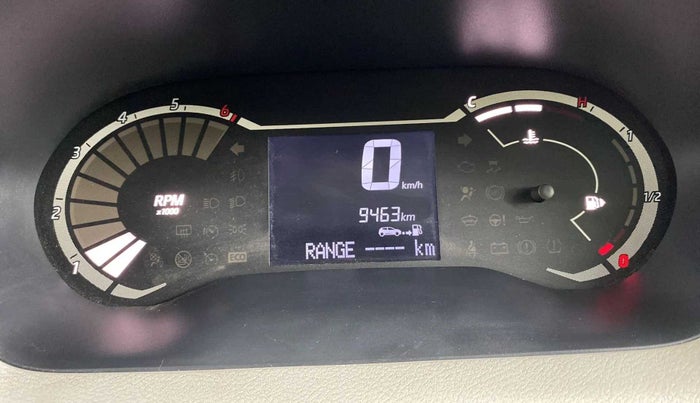 1
2
3
4
5
6
RPM
x1000
ECO
0 km/h
9463km
RANGE ---- km
C
H
1
1/2
0